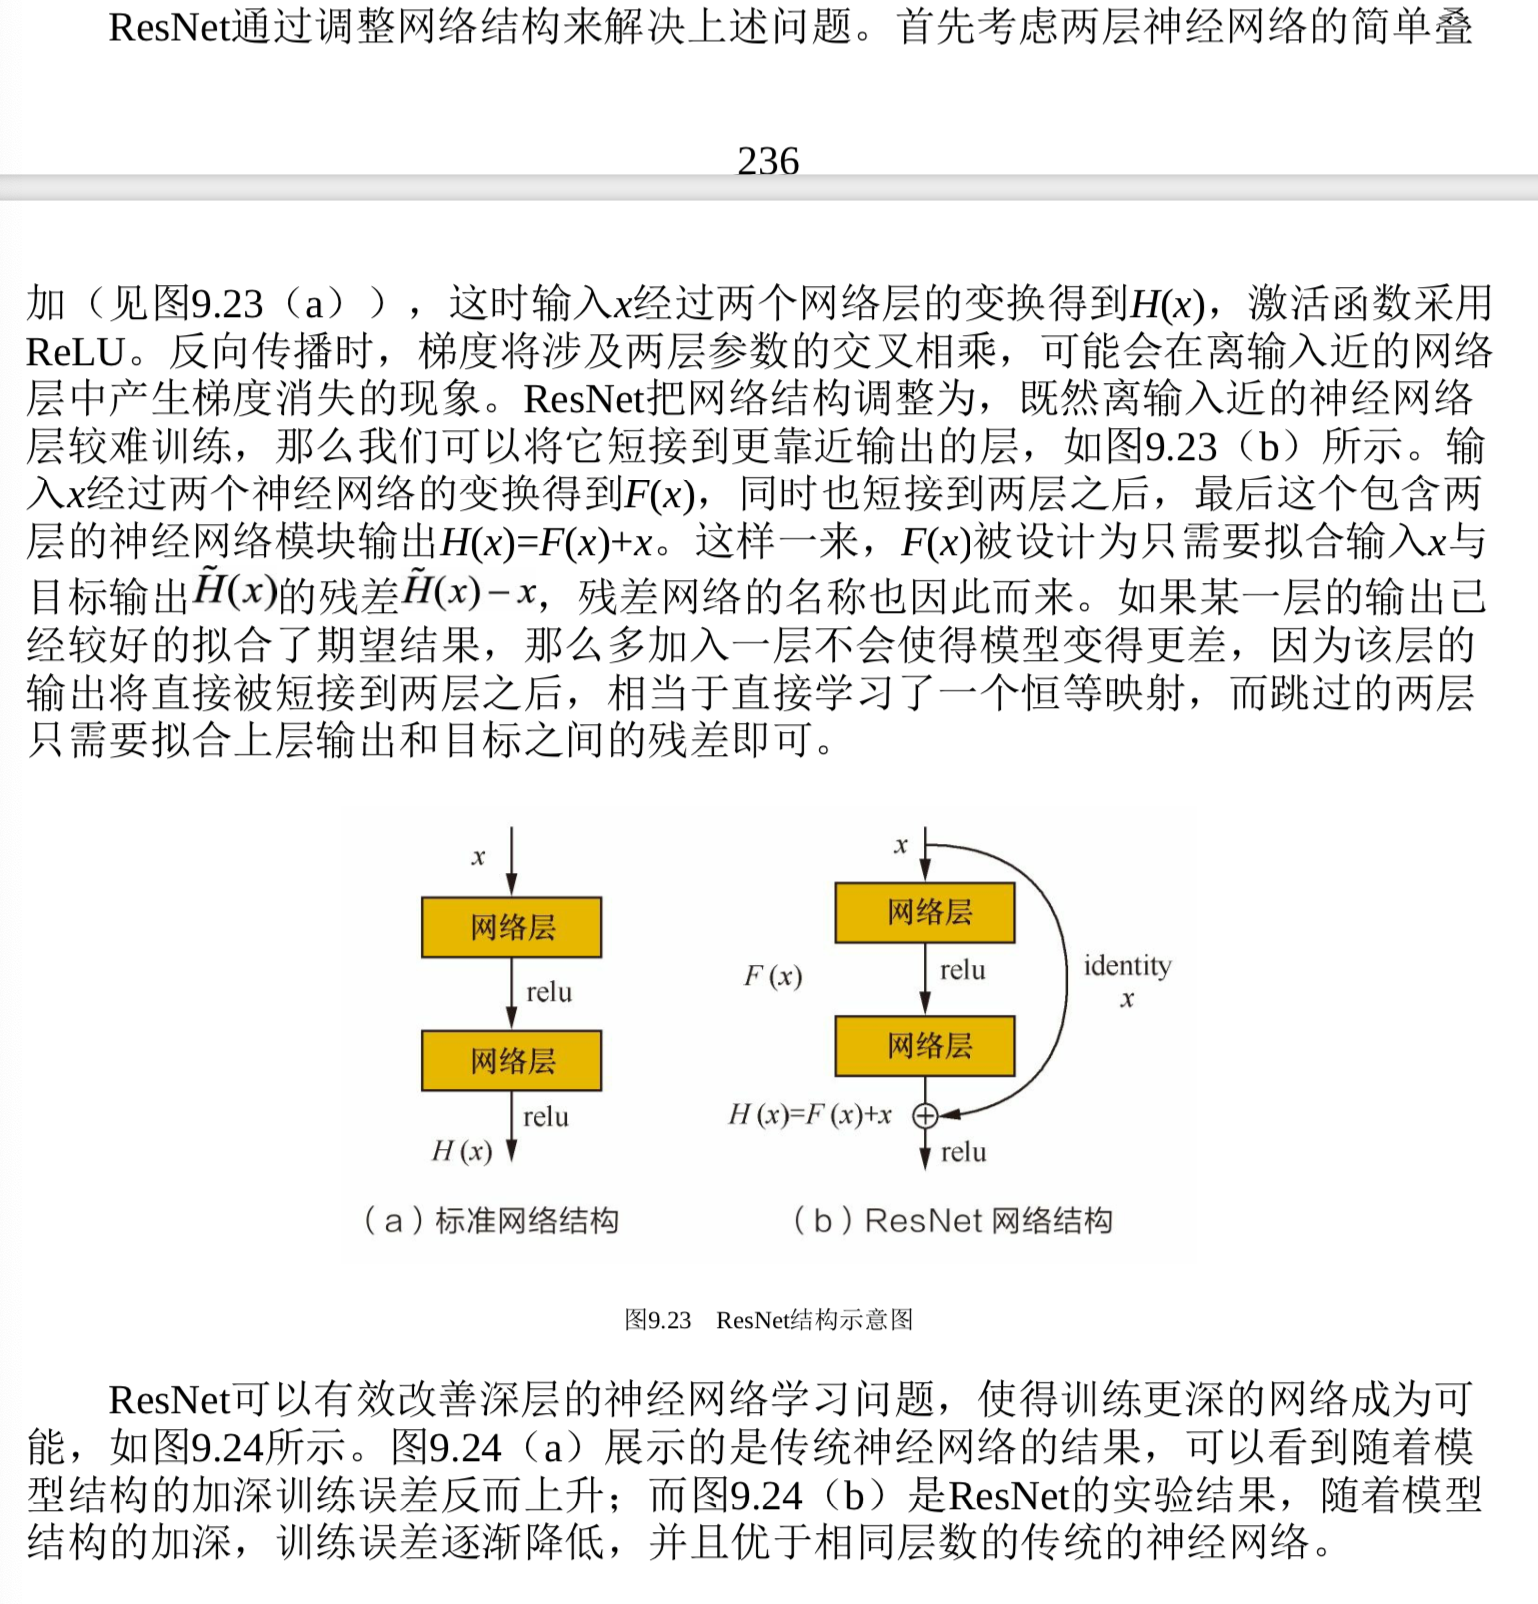 ResNet通过调整网络结构来解决上述问题。首先考虑两层神经网络的简单叠
236
加（见图9.23（a）），这时输入x经过两个网络层的变换得到H(x)，激活函数采用
ReLU。反向传播时，梯度将涉及两层参数的交叉相乘，可能会在离输入近的网络
层中产生梯度消失的现象。ResNet把网络结构调整为，既然离输入近的神经网络
层较难训练，那么我们可以将它短接到更靠近输出的层，如图9.23（b）所示。输
入x经过两个神经网络的变换得到F(x)，同时也短接到两层之后，最后这个包含两
层的神经网络模块输出H(x)=F(x)+x。这样一来，F(x)被设计为只需要拟合输入x与
目标输出H̃(x)的残差H̃(x)−x，残差网络的名称也因此而来。如果某一层的输出已
经较好的拟合了期望结果，那么多加入一层不会使得模型变得更差，因为该层的
输出将直接被短接到两层之后，相当于直接学习了一个恒等映射，而跳过的两层
只需要拟合上层输出和目标之间的残差即可。
x
网络层
relu
网络层
relu
H (x)
（a）标准网络结构
x
网络层
F (x)
relu
identity
x
网络层
H (x)=F (x)+x
relu
（b）ResNet 网络结构
图9.23 ResNet结构示意图
ResNet可以有效改善深层的神经网络学习问题，使得训练更深的网络成为可
能，如图9.24所示。图9.24（a）展示的是传统神经网络的结果，可以看到随着模
型结构的加深训练误差反而上升；而图9.24（b）是ResNet的实验结果，随着模型
结构的加深，训练误差逐渐降低，并且优于相同层数的传统的神经网络。